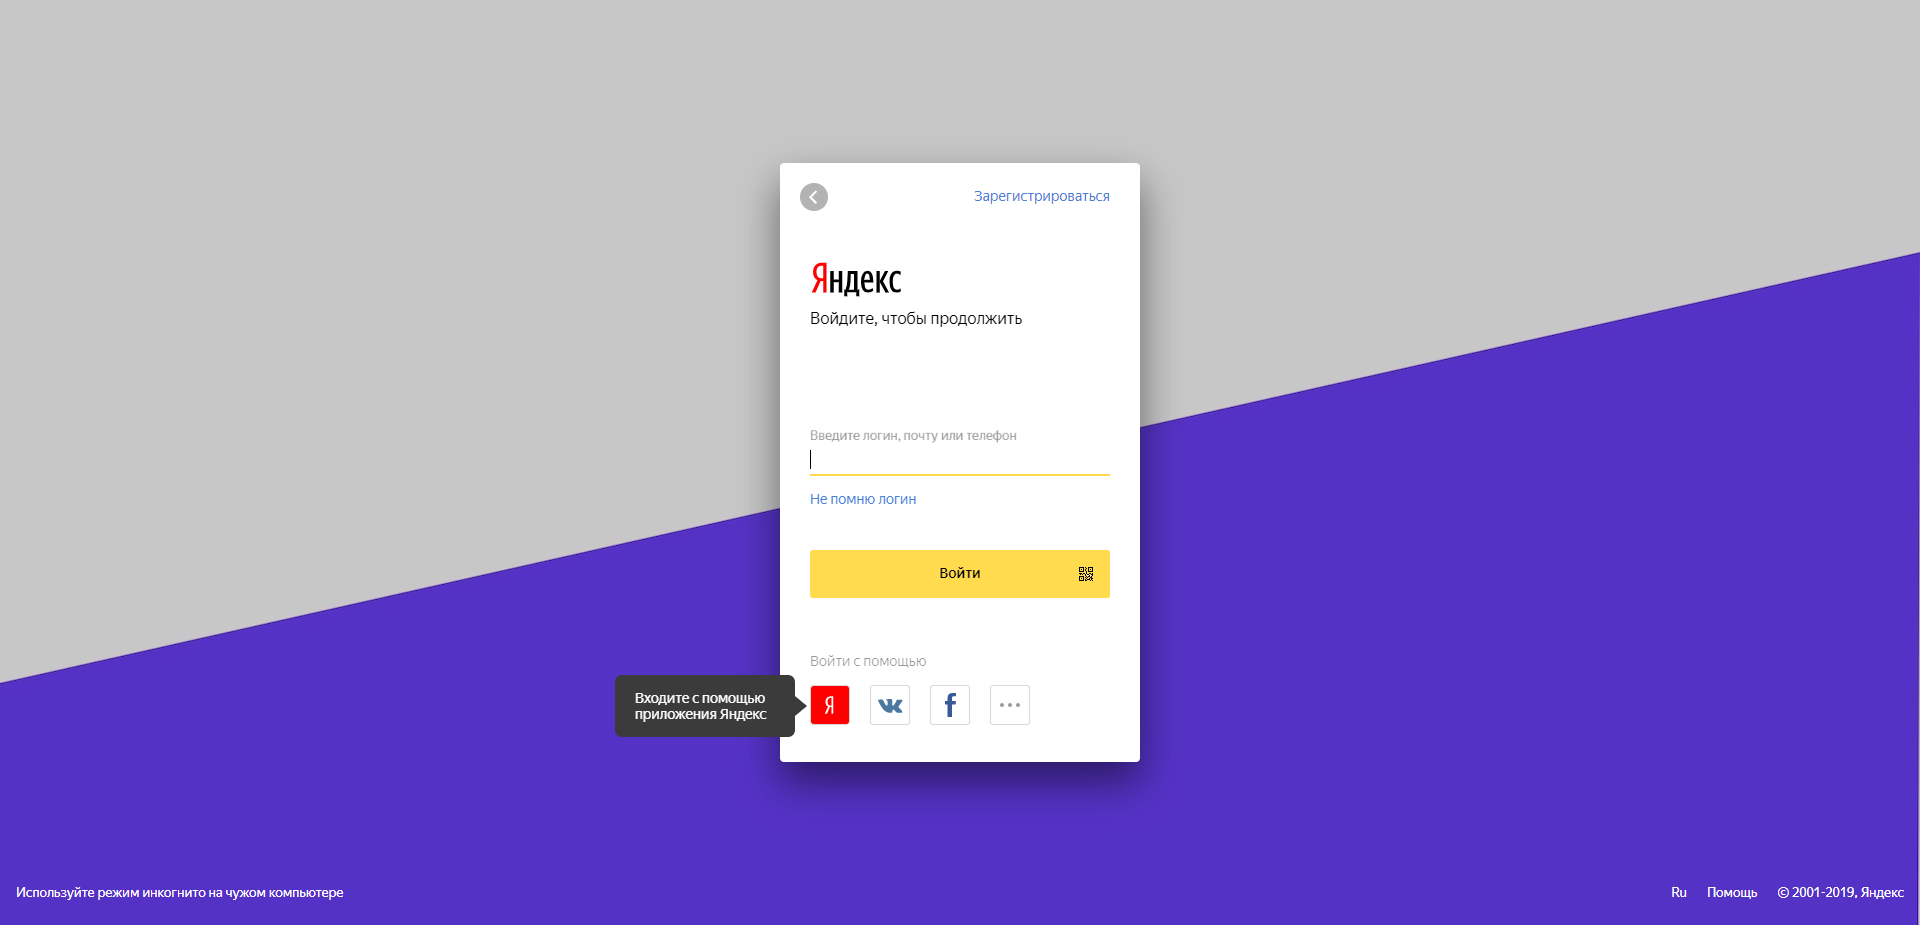 Зарегистрироваться
Яндекс
Войдите, чтобы продолжить
Введите логин, почту или телефон
Не помню логин
Войти
Войти с помощью
Входите с помощью
приложения Яндекс
Я
Используйте режим инкогнито на чужом компьютере
Ru Помощь © 2001-2019, Яндекс